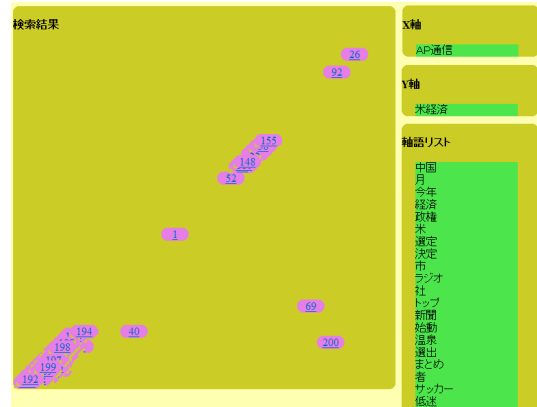 検索結果
26
92
155
148
52
1
69
200
40
194
198
197
199
192
X軸
AP通信
Y軸
米経済
軸語リスト
中国
月
今年
経済
政権
米
選定
決定
市
ラジオ
社
トップ
新聞
始動
温泉
選出
まとめ
者
サッカー
低迷